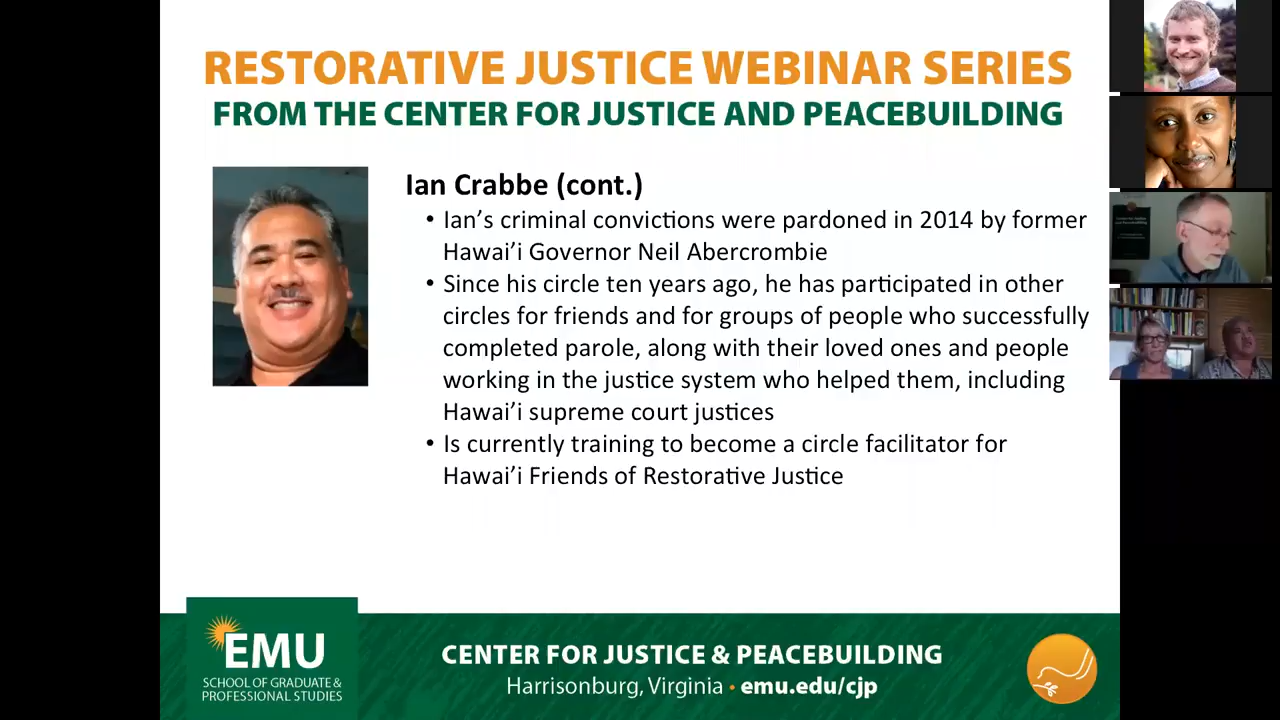 RESTORATIVE JUSTICE WEBINAR SERIES
FROM THE CENTER FOR JUSTICE AND PEACEBUILDING
Ian Crabbe (cont.)
• Ian's criminal convictions were pardoned in 2014 by former
Hawai'i Governor Neil Abercrombie
• Since his circle ten years ago, he has participated in other
circles for friends and for groups of people who successfully
completed parole, along with their loved ones and people
working in the justice system who helped them, including
Hawai'i supreme court justices
• Is currently training to become a circle facilitator for
Hawai'i Friends of Restorative Justice
EMU
SCHOOL OF GRADUATE &
PROFESSIONAL STUDIES
CENTER FOR JUSTICE & PEACEBUILDING
Harrisonburg, Virginia • emu.edu/cjp